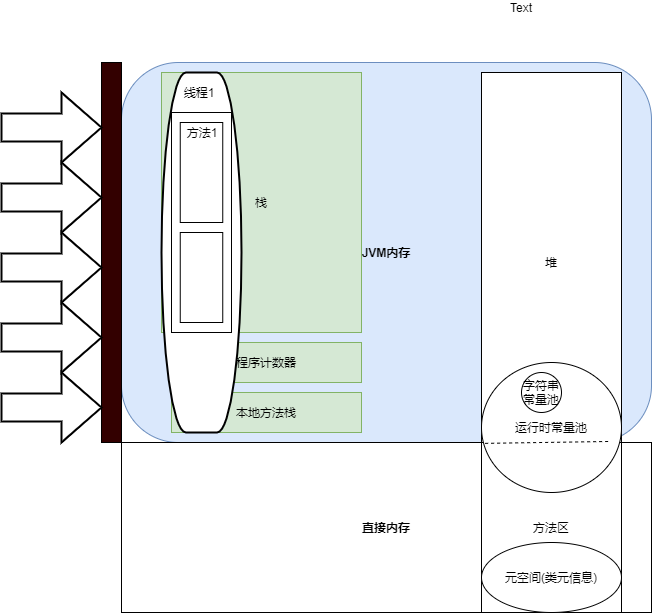 Text
线程1
方法1
栈
JVM内存
堆
程序计数器
字符串
常量池
本地方法栈
运行时常量池
直接内存
方法区
元空间(类元信息)